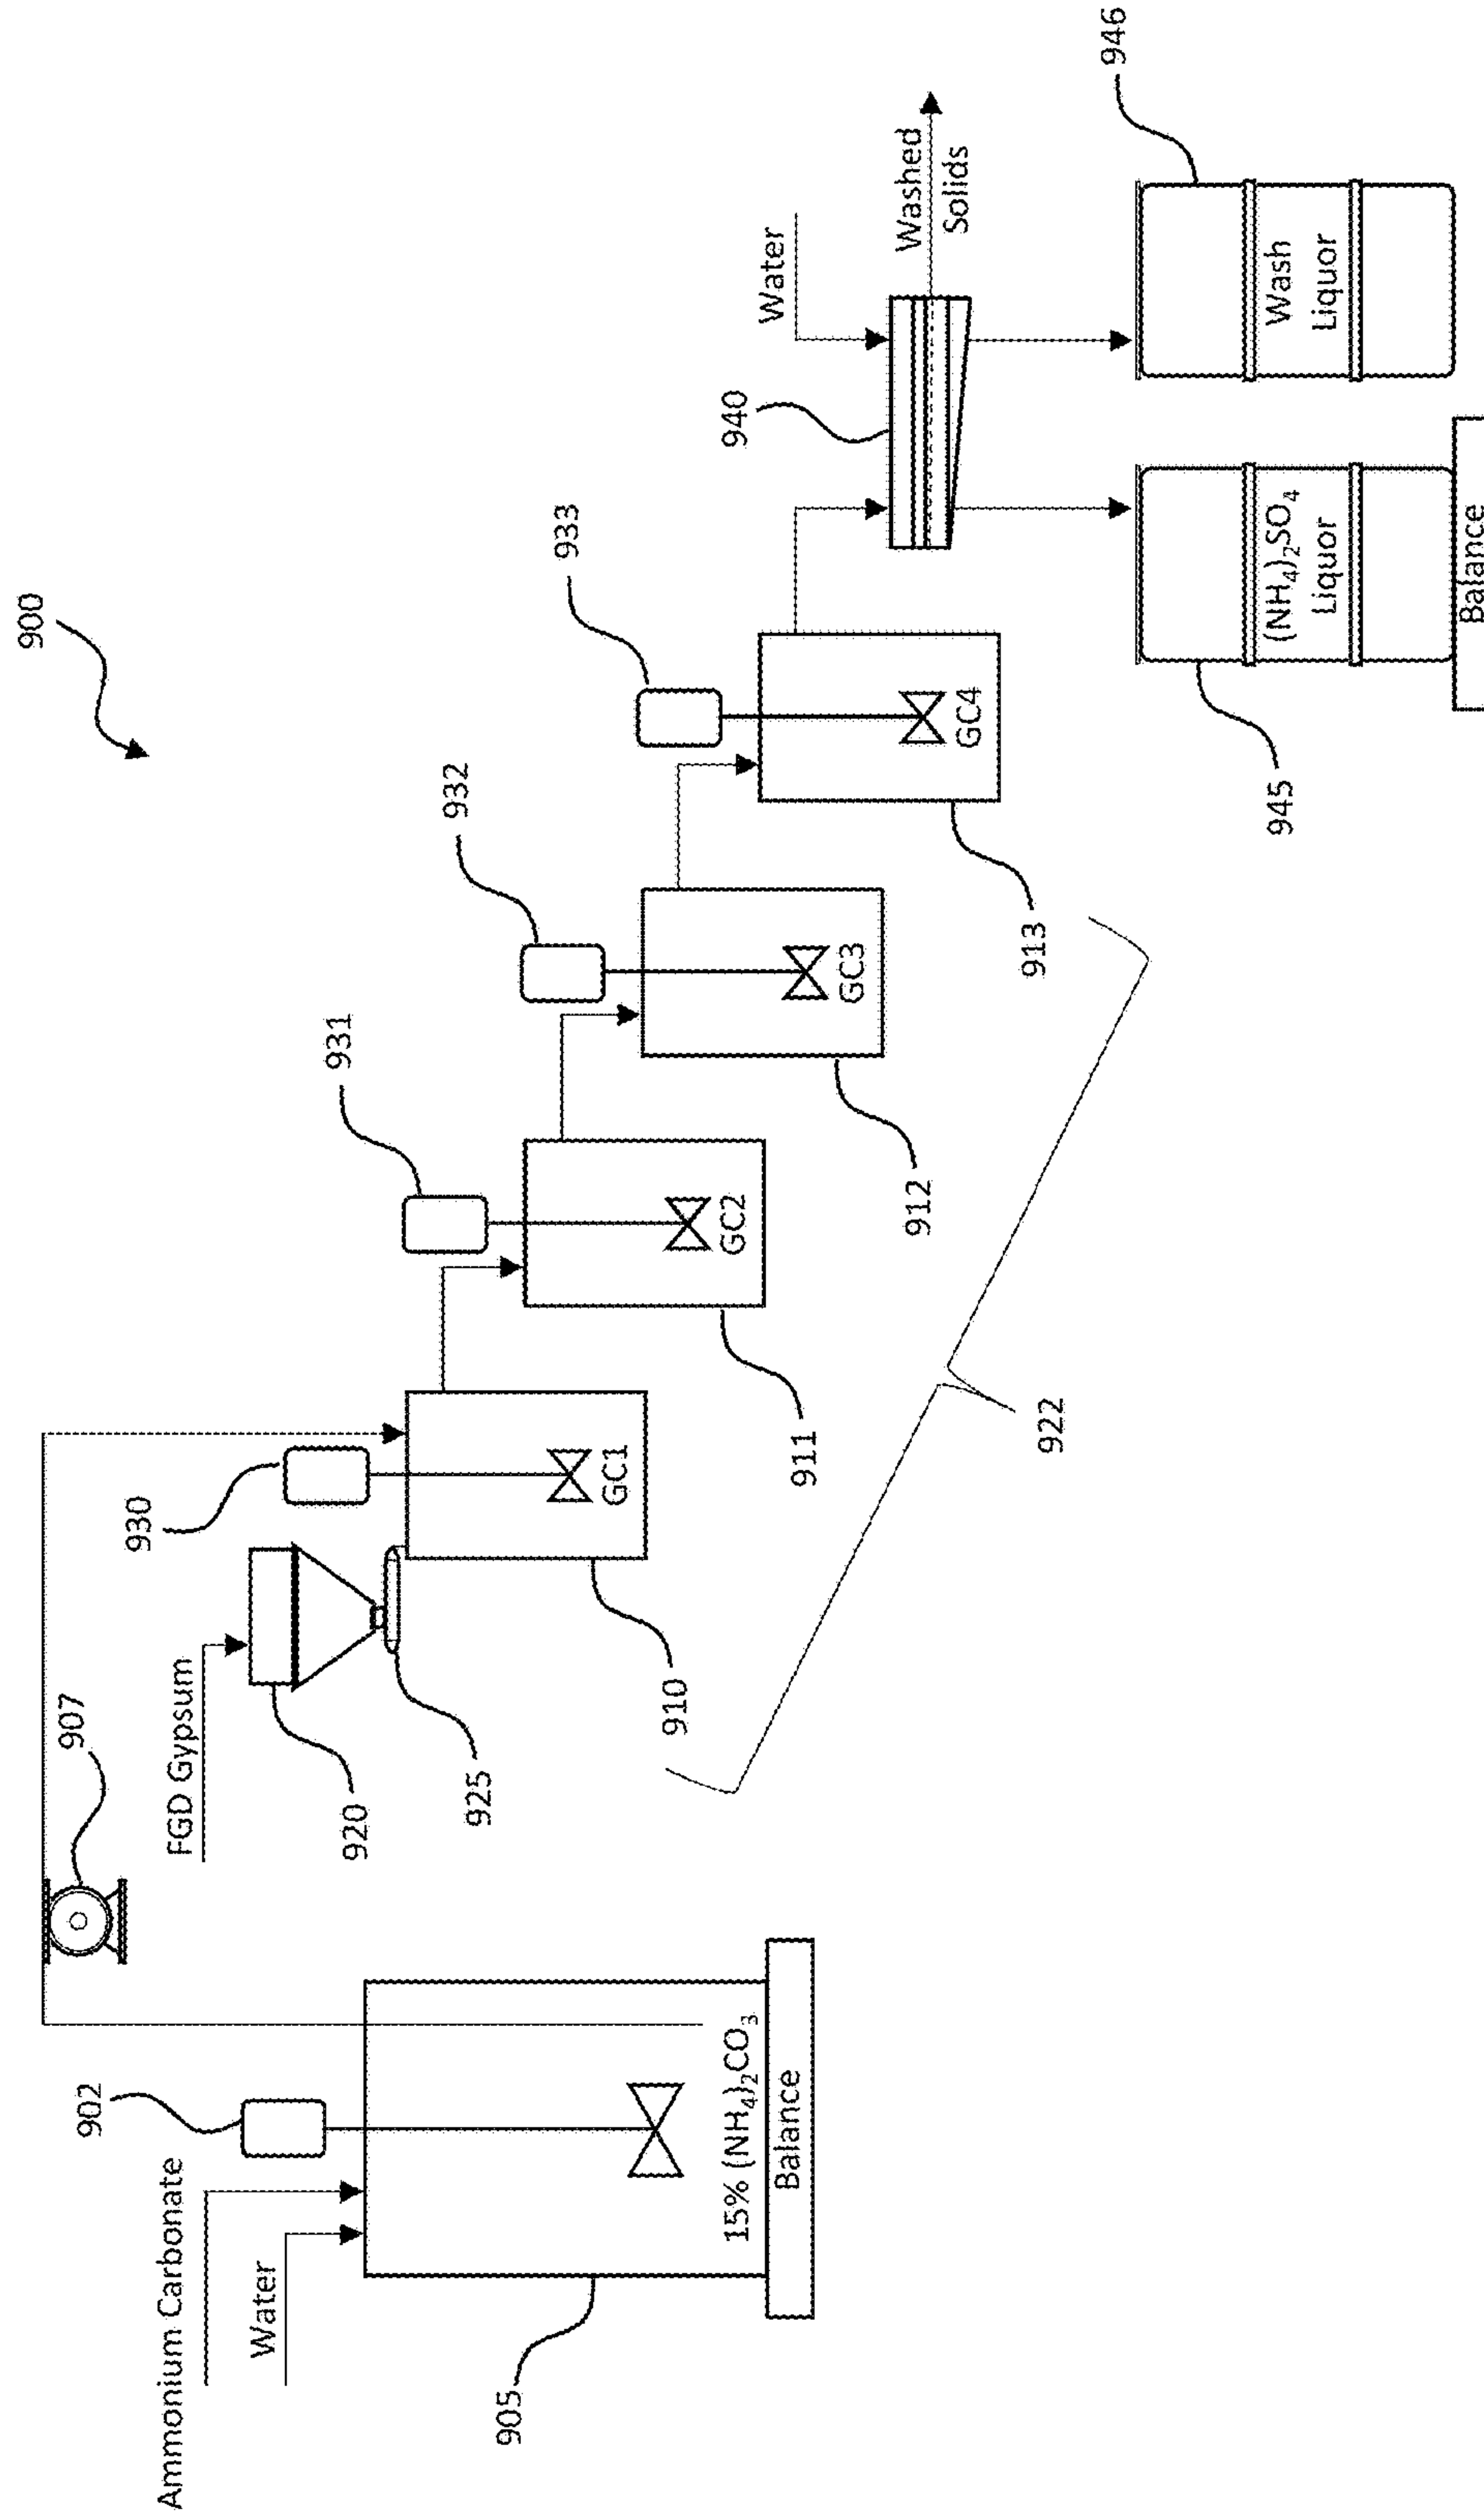 900
Ammonium Carbonate
Water
902
905
15% (NH₄)₂CO₃
Balance
907
FGD Gypsum
920
925
930
GC1
910
931
GC2
911
932
GC3
912
933
GC4
913
922
940
Water
Washed
Solids
(NH₄)₂SO₄
Liquor
945
Balance
Wash
Liquor
946